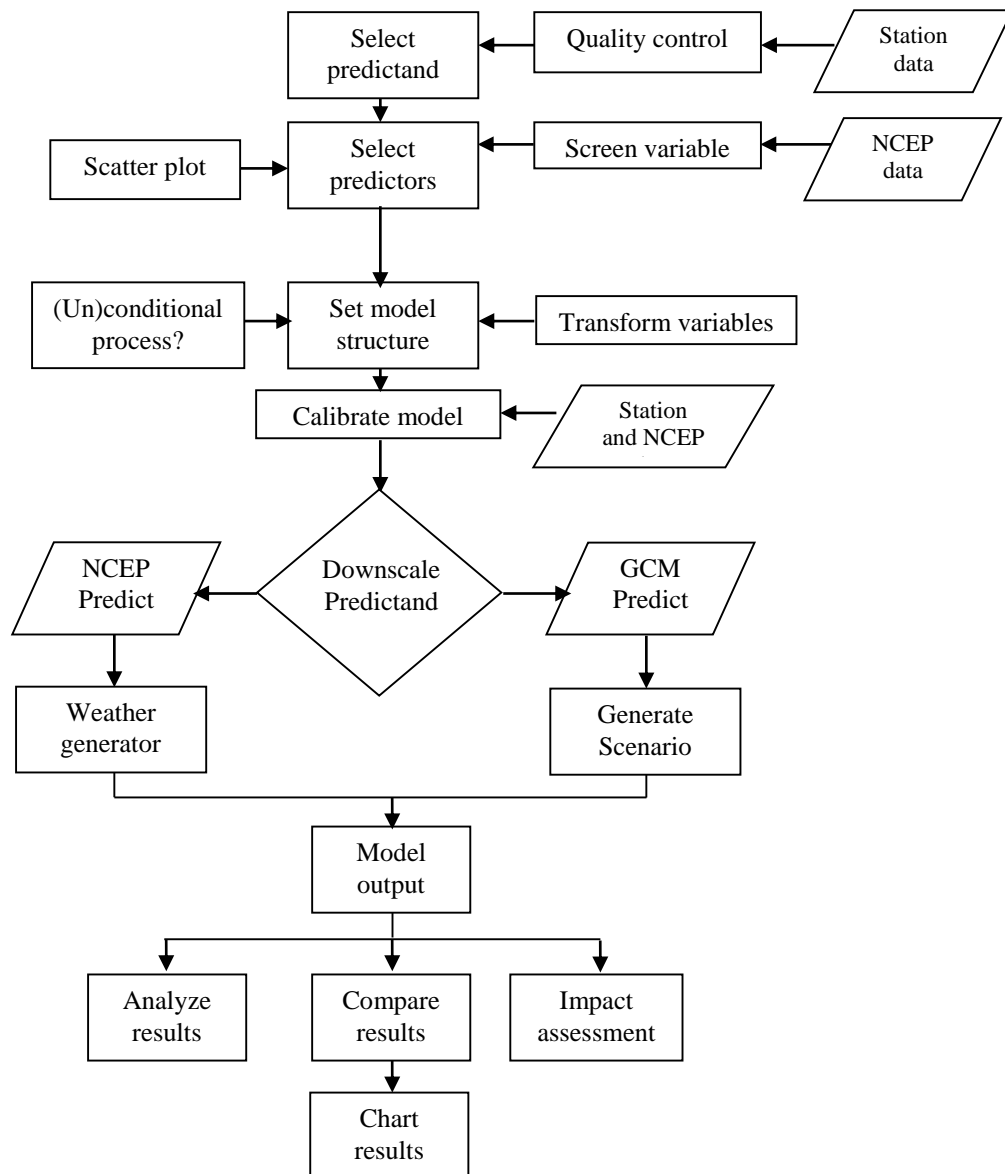 Select
predictand
Quality control
Station
data
Scatter plot
Select
predictors
Screen variable
NCEP
data
(Un)conditional
process?
Set model
structure
Transform variables
Calibrate model
Station
and NCEP
NCEP
Predict
Downscale
Predictand
GCM
Predict
Weather
generator
Generate
Scenario
Model
output
Analyze
results
Compare
results
Impact
assessment
Chart
results